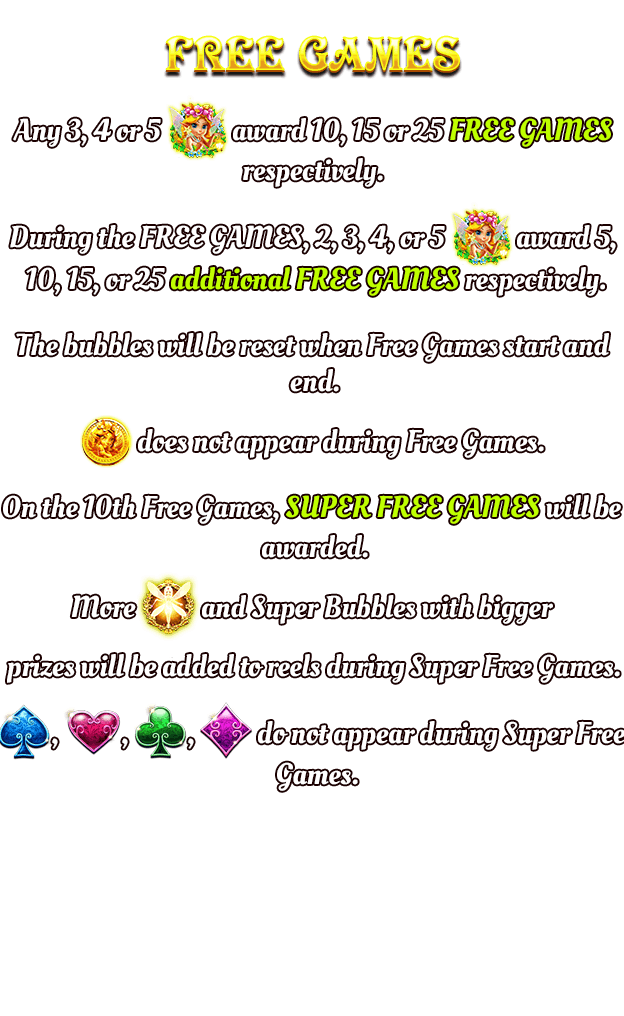 FREE GAMES
Any 3, 4 or 5 award 10, 15 or 25 FREE GAMES
respectively.
During the FREE GAMES, 2, 3, 4, or 5 award 5,
10, 15, or 25 additional FREE GAMES respectively.
The bubbles will be reset when Free Games start and
end.
does not appear during Free Games.
On the 10th Free Games, SUPER FREE GAMES will be
awarded.
More and Super Bubbles with bigger
prizes will be added to reels during Super Free Games.
, , , do not appear during Super Free
Games.